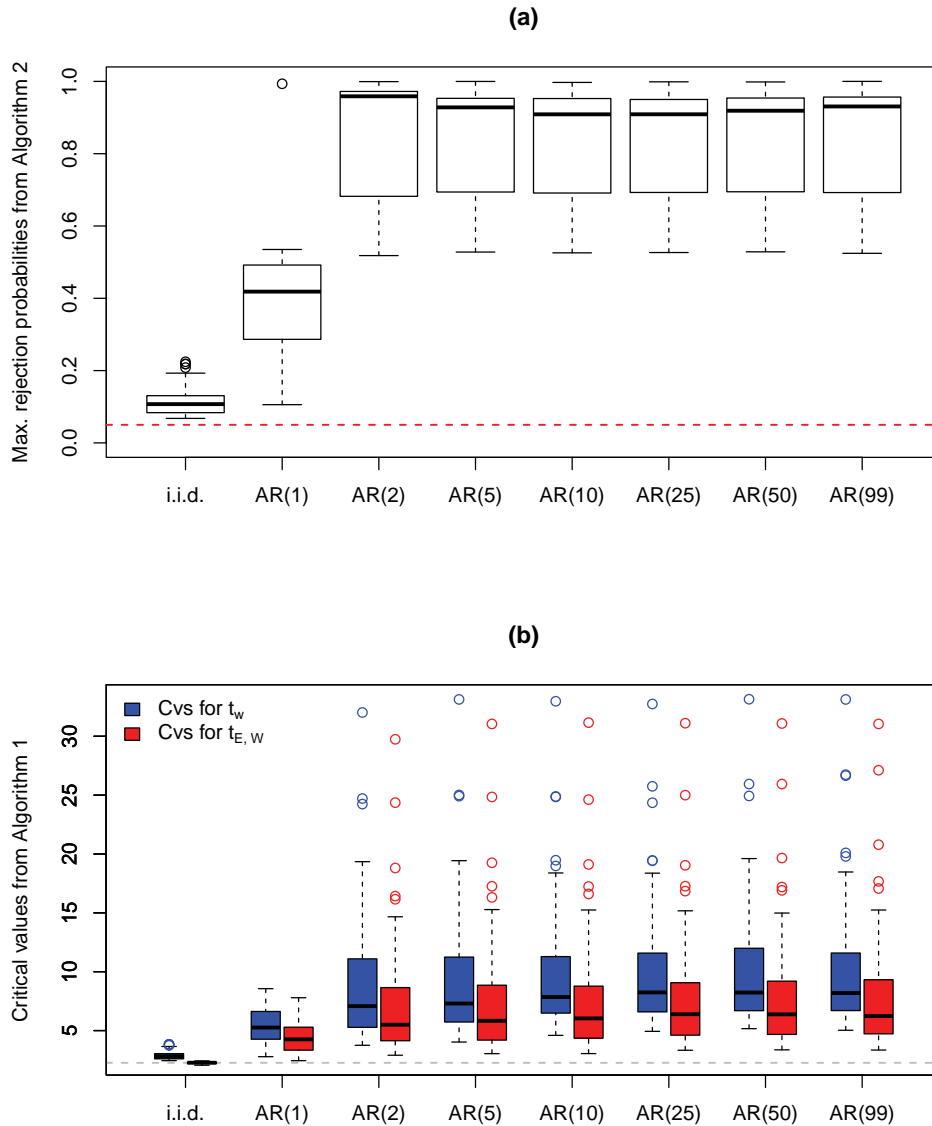 (a)
Max. rejection probabilities from Algorithm 2
1.0
0.8
0.6
0.4
0.2
0.0
i.i.d. AR(1) AR(2) AR(5) AR(10) AR(25) AR(50) AR(99)
(b)
Critical values from Algorithm 1
Cvs for t_w
Cvs for t_{E, W}
30
25
20
15
10
5
i.i.d. AR(1) AR(2) AR(5) AR(10) AR(25) AR(50) AR(99)